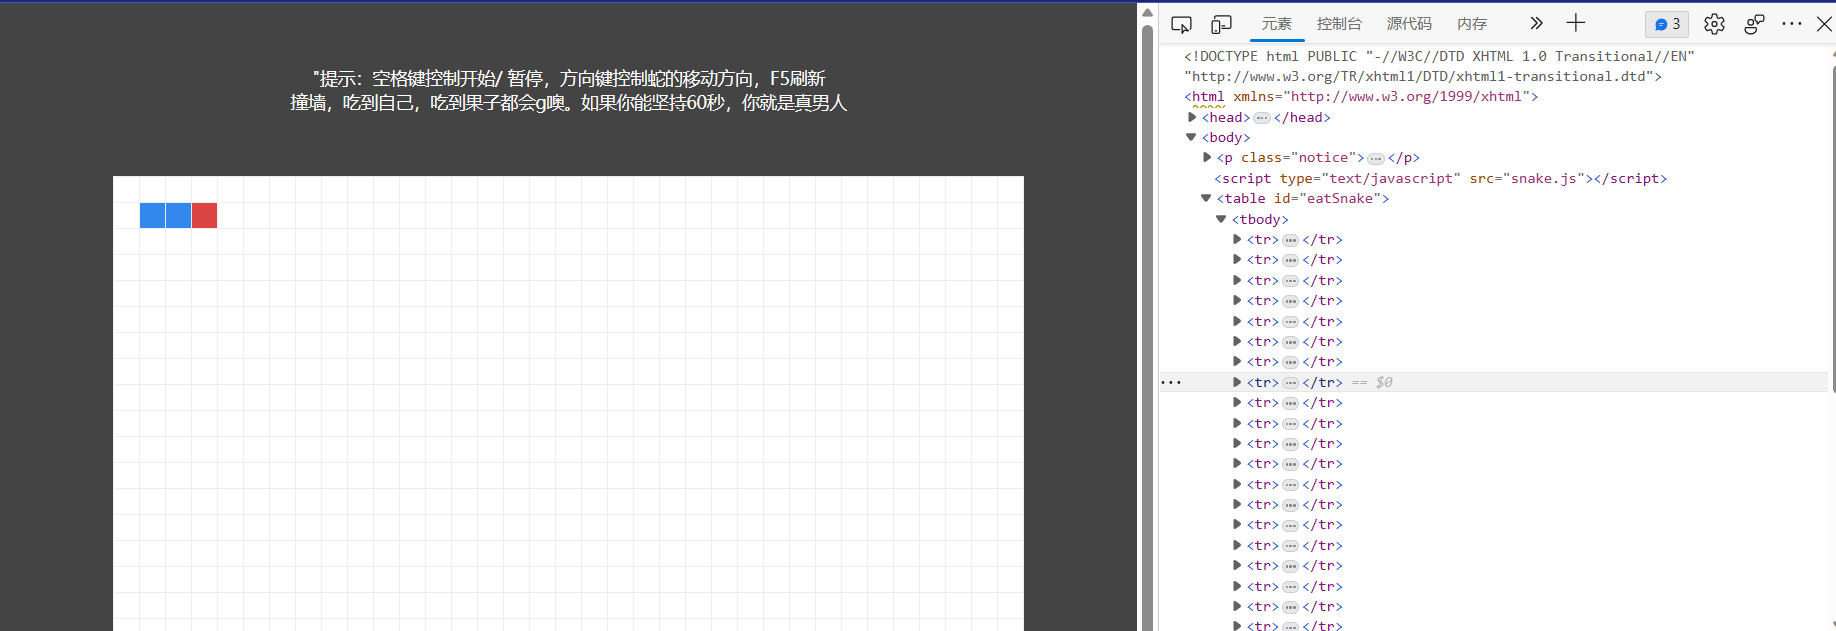 "提示：空格键控制开始/ 暂停，方向键控制蛇的移动方向，F5刷新
撞墙，吃到自己，吃到果子都会g噢。如果你能坚持60秒，你就是真男人
元素 控制台 源代码 内存 3
<!DOCTYPE html PUBLIC "-//W3C//DTD XHTML 1.0 Transitional//EN"
"http://www.w3.org/TR/xhtml1/DTD/xhtml1-transitional.dtd">
<html xmlns="http://www.w3.org/1999/xhtml">
<head>…</head>
<body>
<p class="notice">…</p>
<script type="text/javascript" src="snake.js"></script>
<table id="eatSnake">
<tbody>
<tr>…</tr>
<tr>…</tr>
<tr>…</tr>
<tr>…</tr>
<tr>…</tr>
<tr>…</tr>
<tr>…</tr>
<tr>…</tr> == $0
<tr>…</tr>
<tr>…</tr>
<tr>…</tr>
<tr>…</tr>
<tr>…</tr>
<tr>…</tr>
<tr>…</tr>
<tr>…</tr>
<tr>…</tr>
<tr>…</tr>
<tr>…</tr>
<tr>…</tr>